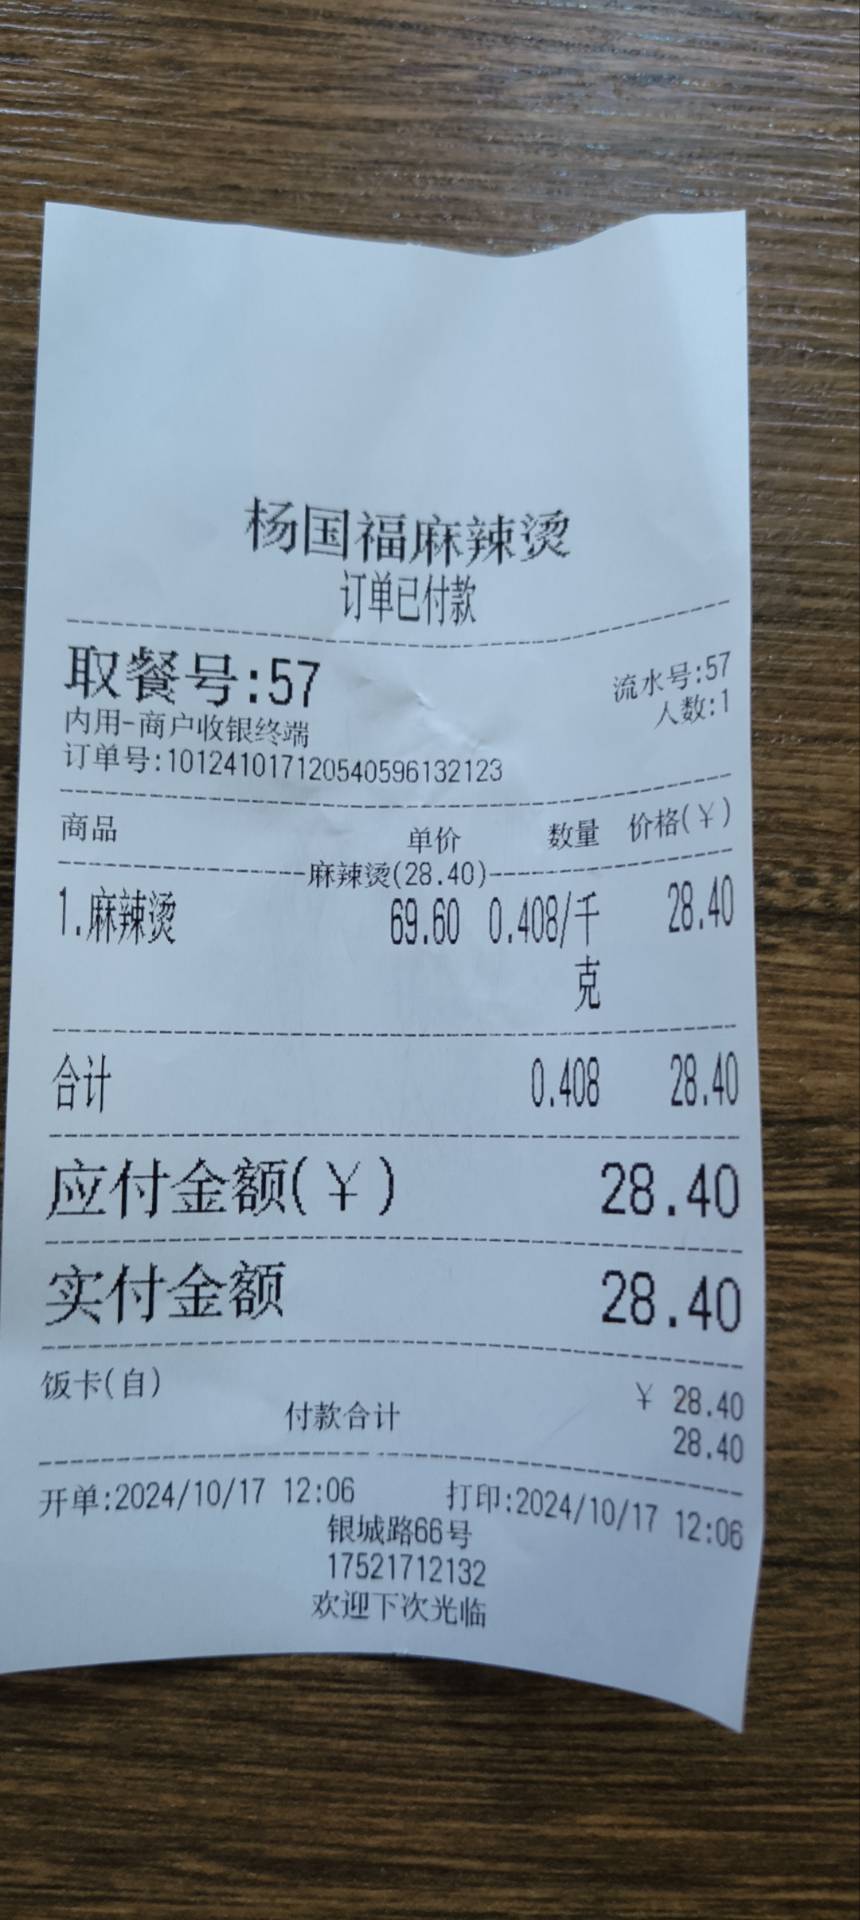 杨国福麻辣烫
订单已付款
取餐号:57 流水号:57
内用-商户收银终端 人数:1
订单号:101241017120540596132123
商品 单价 数量 价格(¥)
麻辣烫(28.40)
1.麻辣烫 69.60 0.408/千 28.40
克
合计 0.408 28.40
应付金额(¥) 28.40
实付金额 28.40
饭卡(自) ¥ 28.40
付款合计 28.40
开单:2024/10/17 12:06 打印:2024/10/17 12:06
银城路66号
17521712132
欢迎下次光临